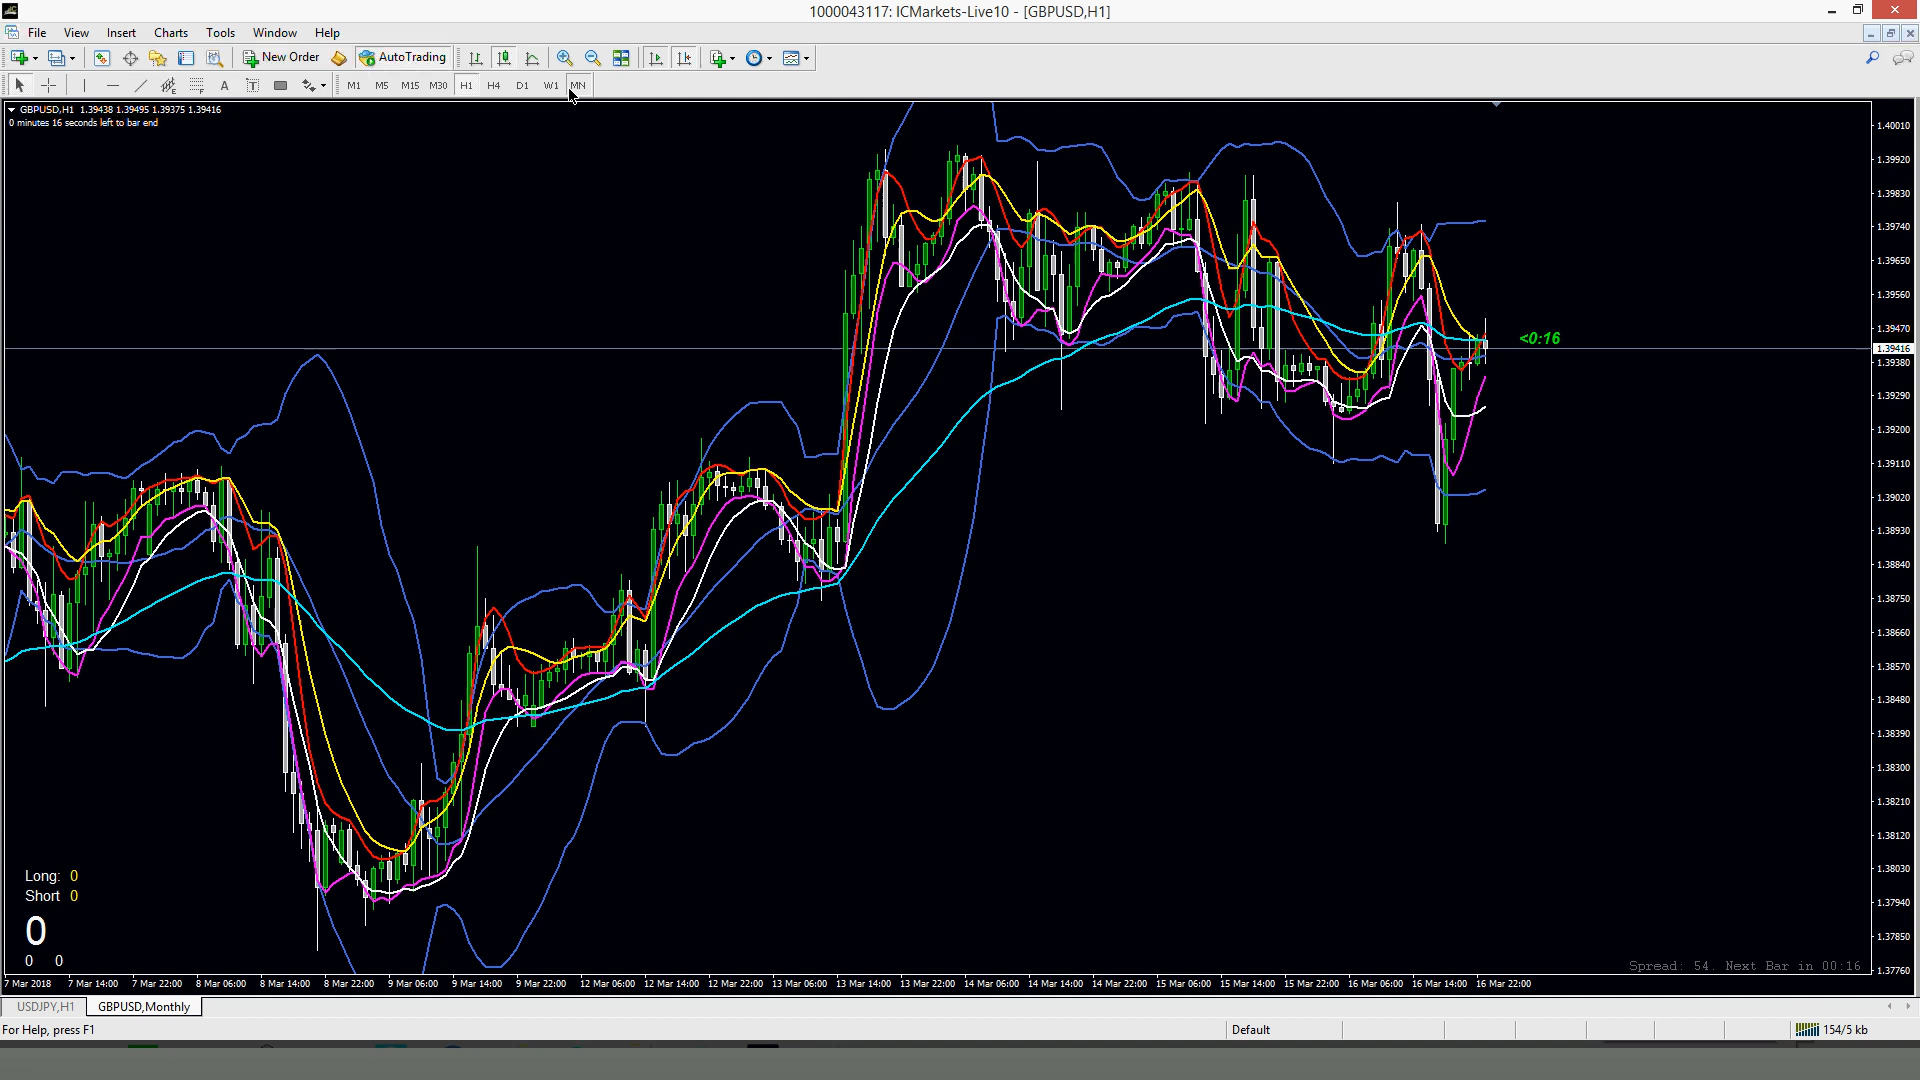 1000043117: ICMarkets-Live10 - [GBPUSD,H1]
File View Insert Charts Tools Window Help
New Order AutoTrading
A T M1 M5 M15 M30 H1 H4 D1 W1 MN
GBPUSD,H1 1.39438 1.39495 1.39375 1.39416
0 minutes 16 seconds left to bar end
1.40010
1.39920
1.39830
1.39740
1.39650
1.39560
1.39470
<0:16
1.39416
1.39380
1.39290
1.39200
1.39110
1.39020
1.38930
1.38840
1.38750
1.38660
1.38570
1.38480
1.38390
1.38300
1.38210
1.38120
1.38030
1.37940
1.37850
1.37760
Long: 0
Short 0
0
0 0
Spread: 54. Next Bar in 00:16
7 Mar 2018 7 Mar 14:00 7 Mar 22:00 8 Mar 06:00 8 Mar 14:00 8 Mar 22:00 9 Mar 06:00 9 Mar 14:00 9 Mar 22:00 12 Mar 06:00 12 Mar 14:00 12 Mar 22:00 13 Mar 06:00 13 Mar 14:00 13 Mar 22:00 14 Mar 06:00 14 Mar 14:00 14 Mar 22:00 15 Mar 06:00 15 Mar 14:00 15 Mar 22:00 16 Mar 06:00 16 Mar 14:00 16 Mar 22:00
USDJPY,H1 GBPUSD,Monthly
For Help, press F1 Default 154/5 kb